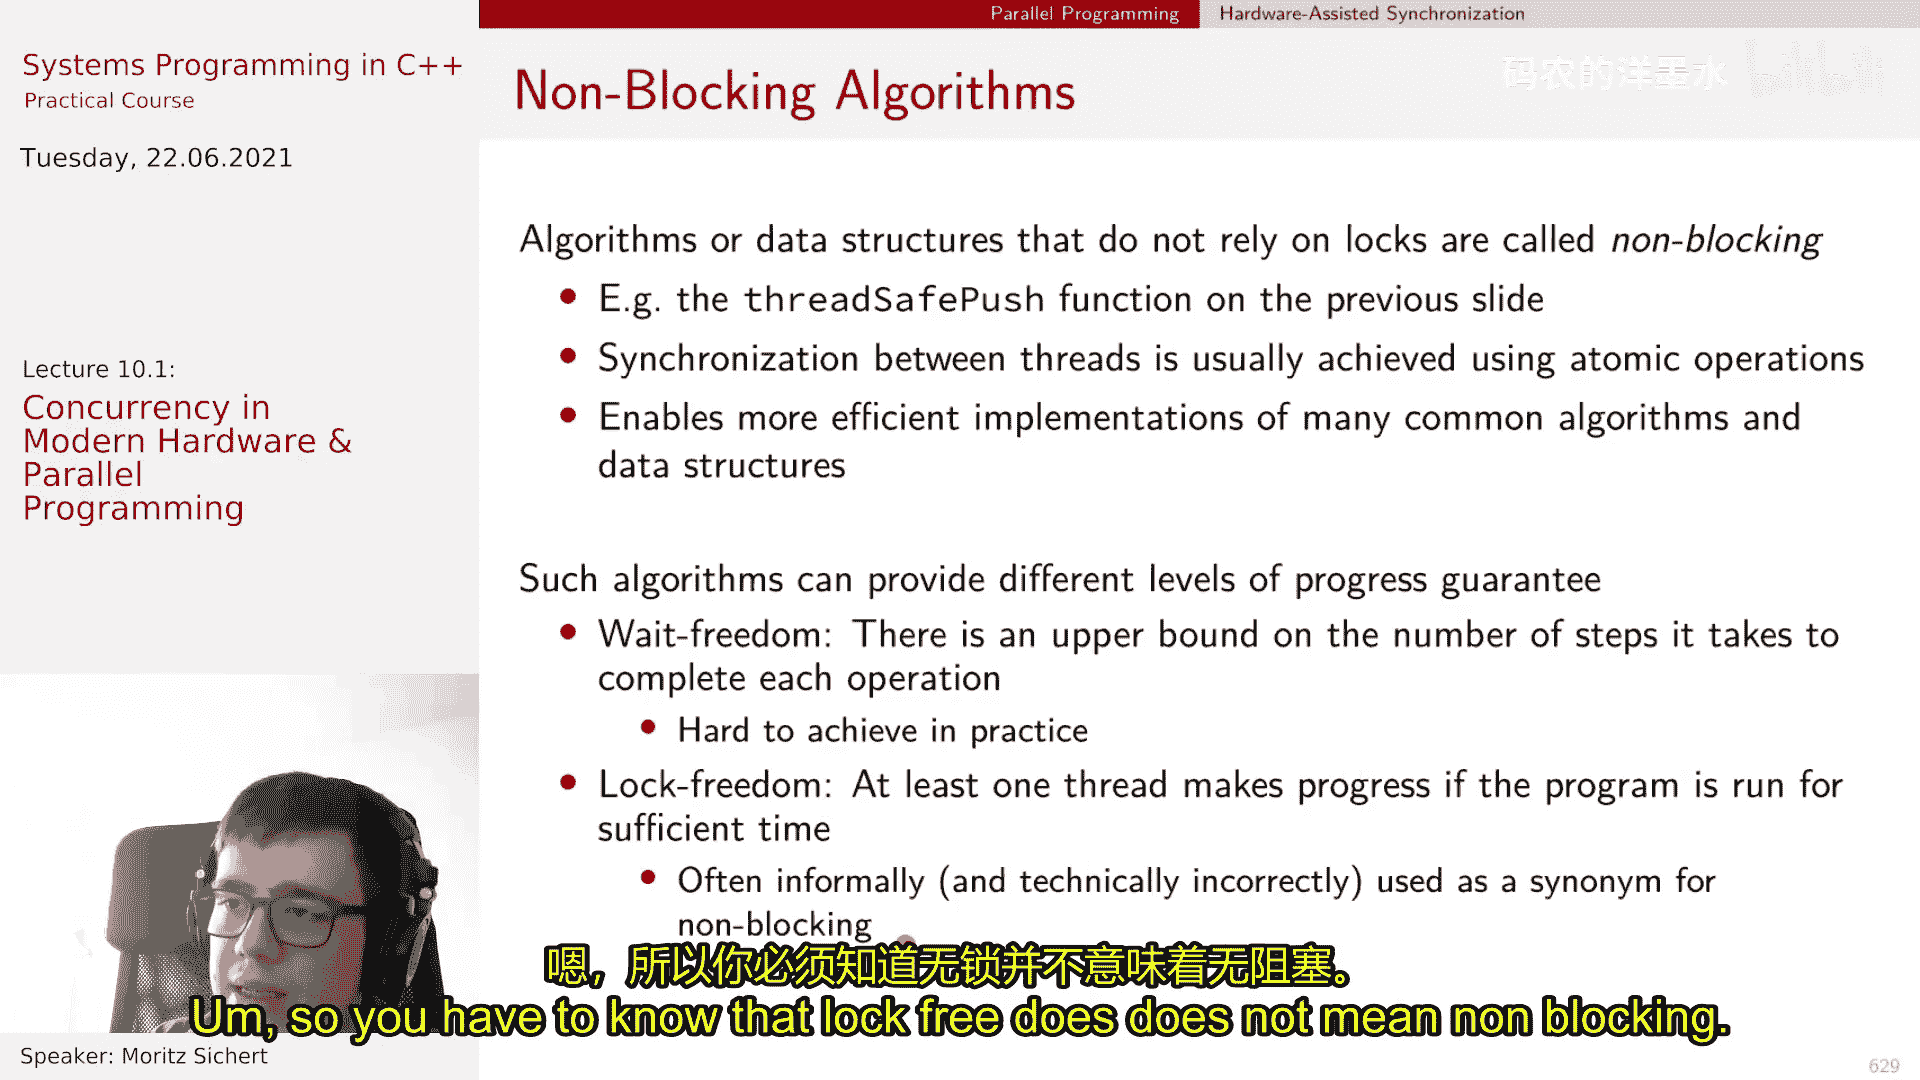 Parallel Programming
Hardware-Assisted Synchronization
Systems Programming in C++
Practical Course
Tuesday, 22.06.2021
Lecture 10.1:
Concurrency in
Modern Hardware &
Parallel
Programming
Non-Blocking Algorithms
码农的洋墨水
Algorithms or data structures that do not rely on locks are called non-blocking
E.g. the threadSafePush function on the previous slide
Synchronization between threads is usually achieved using atomic operations
Enables more efficient implementations of many common algorithms and
data structures
Such algorithms can provide different levels of progress guarantee
Wait-freedom: There is an upper bound on the number of steps it takes to
complete each operation
Hard to achieve in practice
Lock-freedom: At least one thread makes progress if the program is run for
sufficient time
Often informally (and technically incorrectly) used as a synonym for
non-blocking
嗯，所以你必须知道无锁并不意味着无阻塞。
Um, so you have to know that lock free does does not mean non blocking.
Speaker: Moritz Sichert
629